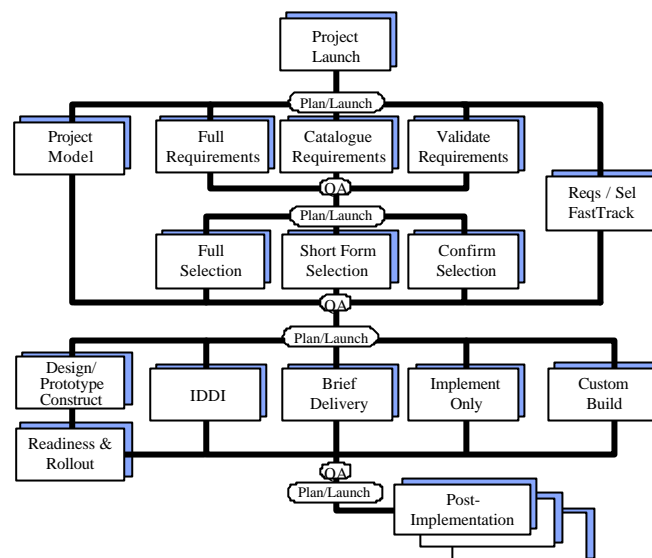 Project
Launch
Plan/Launch
Project
Model
Full
Requirements
Catalogue
Requirements
Validate
Requirements
Reqs / Sel
FastTrack
QA
Plan/Launch
Full
Selection
Short Form
Selection
Confirm
Selection
QA
Plan/Launch
Design/
Prototype
Construct
IDDI
Brief
Delivery
Implement
Only
Custom
Build
Readiness &
Rollout
QA
Plan/Launch
Post-
Implementation